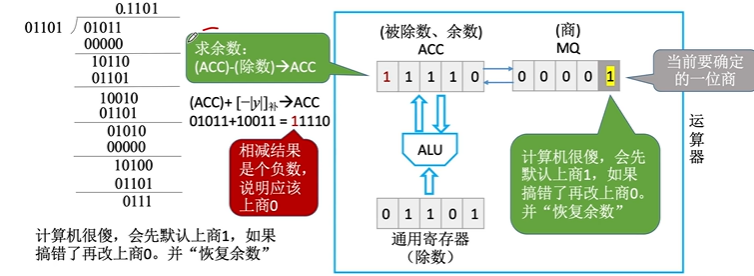 0.1101
01101
01011
00000
10110
01101
10010
01101
01010
00000
10100
01101
0111
计算机很傻，会先默认上商1，如果
搞错了再改上商0。并“恢复余数”
求余数：
(ACC)-(除数)→ACC
(ACC)+ [−|y|]补→ACC
01011+10011 = 11110
相减结果
是个负数，
说明应该
上商0
(被除数、余数)
ACC
1 1 1 1 0
(商)
MQ
0 0 0 0 1
ALU
0 1 1 0 1
通用寄存器
（除数）
当前要确定
的一位商
计算机很傻，会先
默认上商1，如果
搞错了再改上商0。
并“恢复余数”
运
算
器